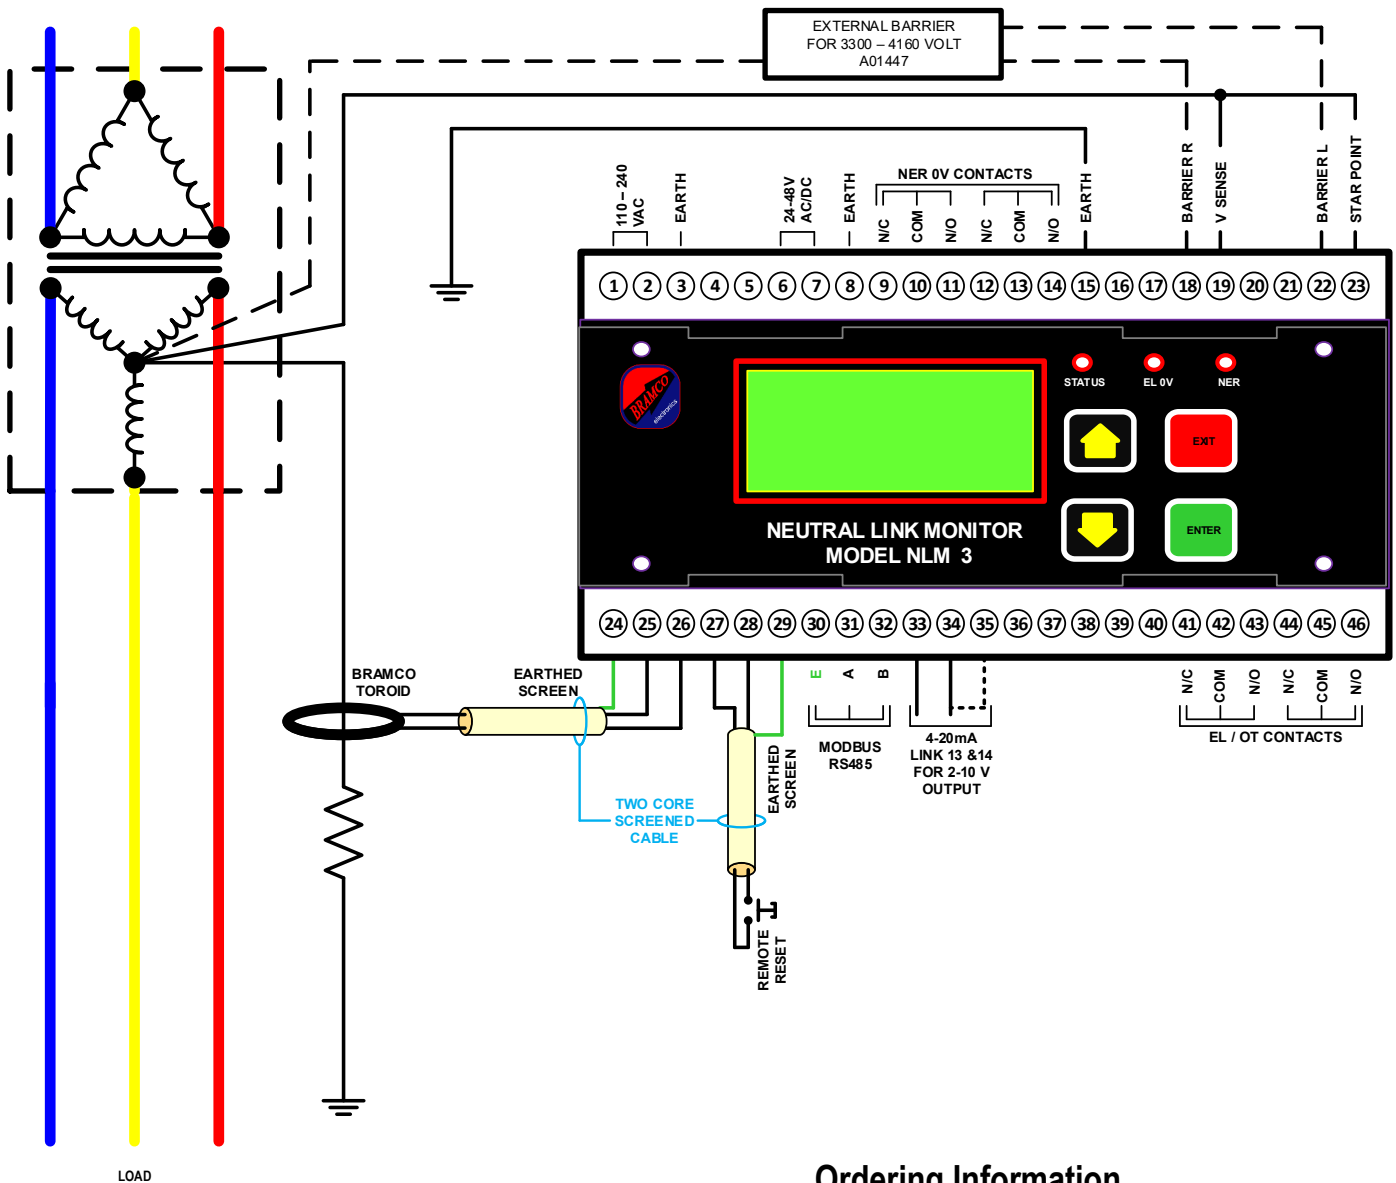 EXTERNAL BARRIER
FOR 3300 – 4160 VOLT
A01447
110 – 240
VAC
EARTH
24-48V
AC/DC
EARTH
NER 0V CONTACTS
N/C
COM
N/O
N/C
COM
N/O
EARTH
BARRIER R
V SENSE
BARRIER L
STAR POINT
1 2 3 4 5 6 7 8 9 10 11 12 13 14 15 16 17 18 19 20 21 22 23
BRAMCO
electronics
STATUS
EL 0V
NER
EXIT
ENTER
NEUTRAL LINK MONITOR
MODEL NLM 3
24 25 26 27 28 29 30 31 32 33 34 35 36 37 38 39 40 41 42 43 44 45 46
BRAMCO
TOROID
EARTHED
SCREEN
E
A
B
MODBUS
RS485
4-20mA
LINK 13 &14
FOR 2-10 V
OUTPUT
N/C
COM
N/O
N/C
COM
N/O
EL / OT CONTACTS
EARTHED
SCREEN
TWO CORE
SCREENED
CABLE
REMOTE
RESET
LOAD
Ordering Information